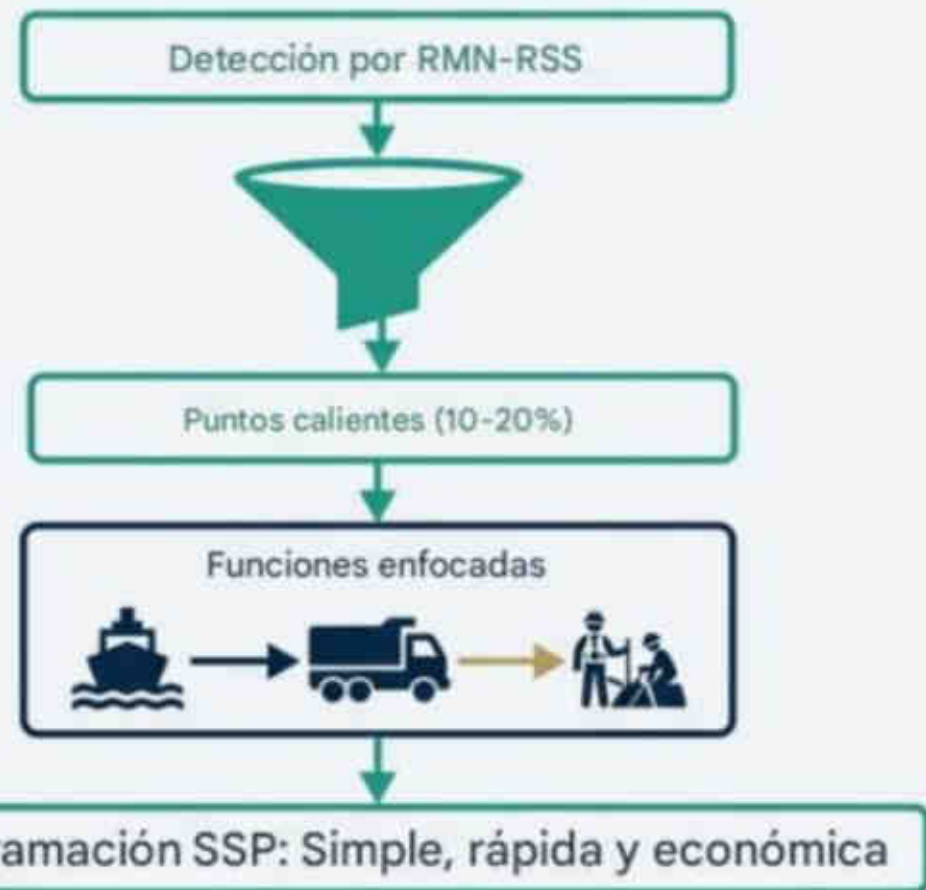 Detección por RMN-RSS
Puntos calientes (10-20%)
Funciones enfocadas
amación SSP: Simple, rápida y económica